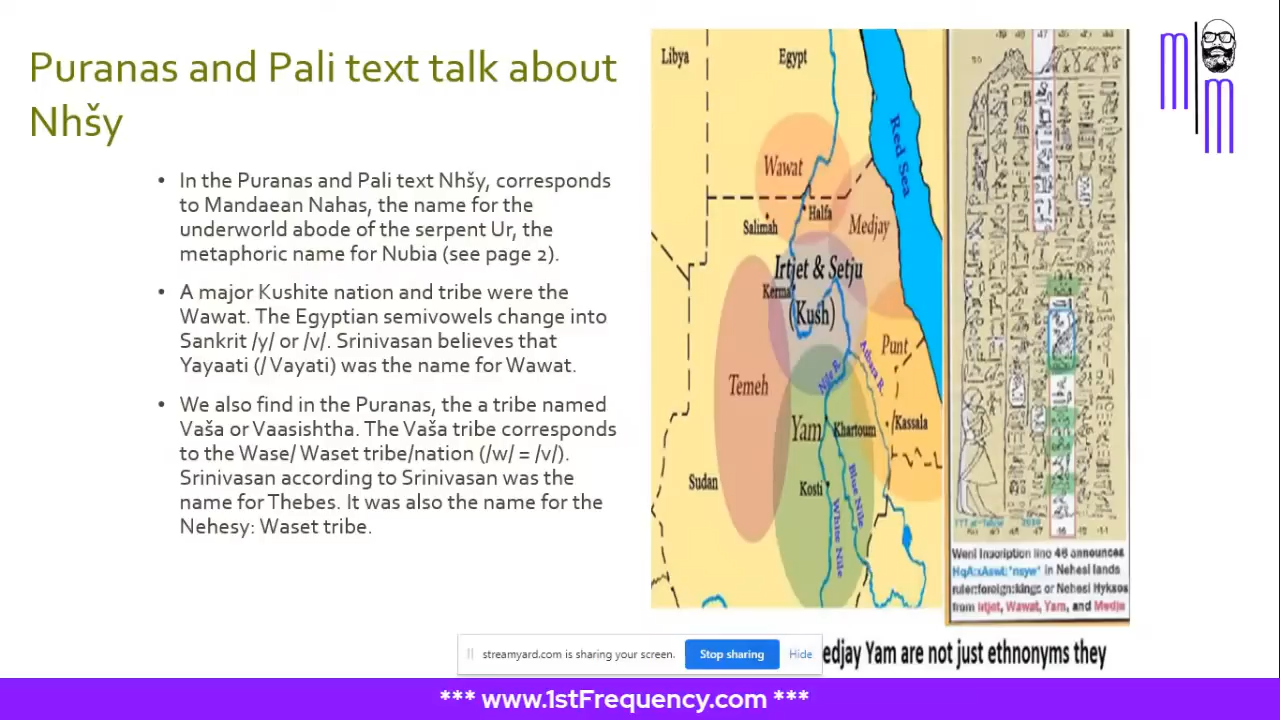 Puranas and Pali text talk about
Nhšy
• In the Puranas and Pali text Nhšy, corresponds
to Mandaean Nahas, the name for the
underworld abode of the serpent Ur, the
metaphoric name for Nubia (see page 2).
• A major Kushite nation and tribe were the
Wawat. The Egyptian semivowels change into
Sankrit /y/ or /v/. Srinivasan believes that
Yayaati (/ Vayati) was the name for Wawat.
• We also find in the Puranas, the a tribe named
Vaša or Vaasishtha. The Vaša tribe corresponds
to the Wase/ Waset tribe/nation (/w/ = /v/).
Srinivasan according to Srinivasan was the
name for Thebes. It was also the name for the
Nehesy: Waset tribe.
Libya
Egypt
Red Sea
Wawat
Halfa
Salimah
Medjay
Irtjet & Setju
Kerma
(Kush)
Punt
Atbara R.
Nile R.
Temeh
Yam
Khartoum
Kassala
Sudan
Kosti
Blue Nile
White Nile
Weni Inscription line 46 announces
HqA:xAswt: "nsyw" in Nehesi lands
ruler:foreign:kings or Nehesi Hyksos
from Irtjet, Wawat, Yam, and Medja
M M
streamyard.com is sharing your screen.
Stop sharing
Hide
edjay Yam are not just ethnonyms they
*** www.1stFrequency.com ***